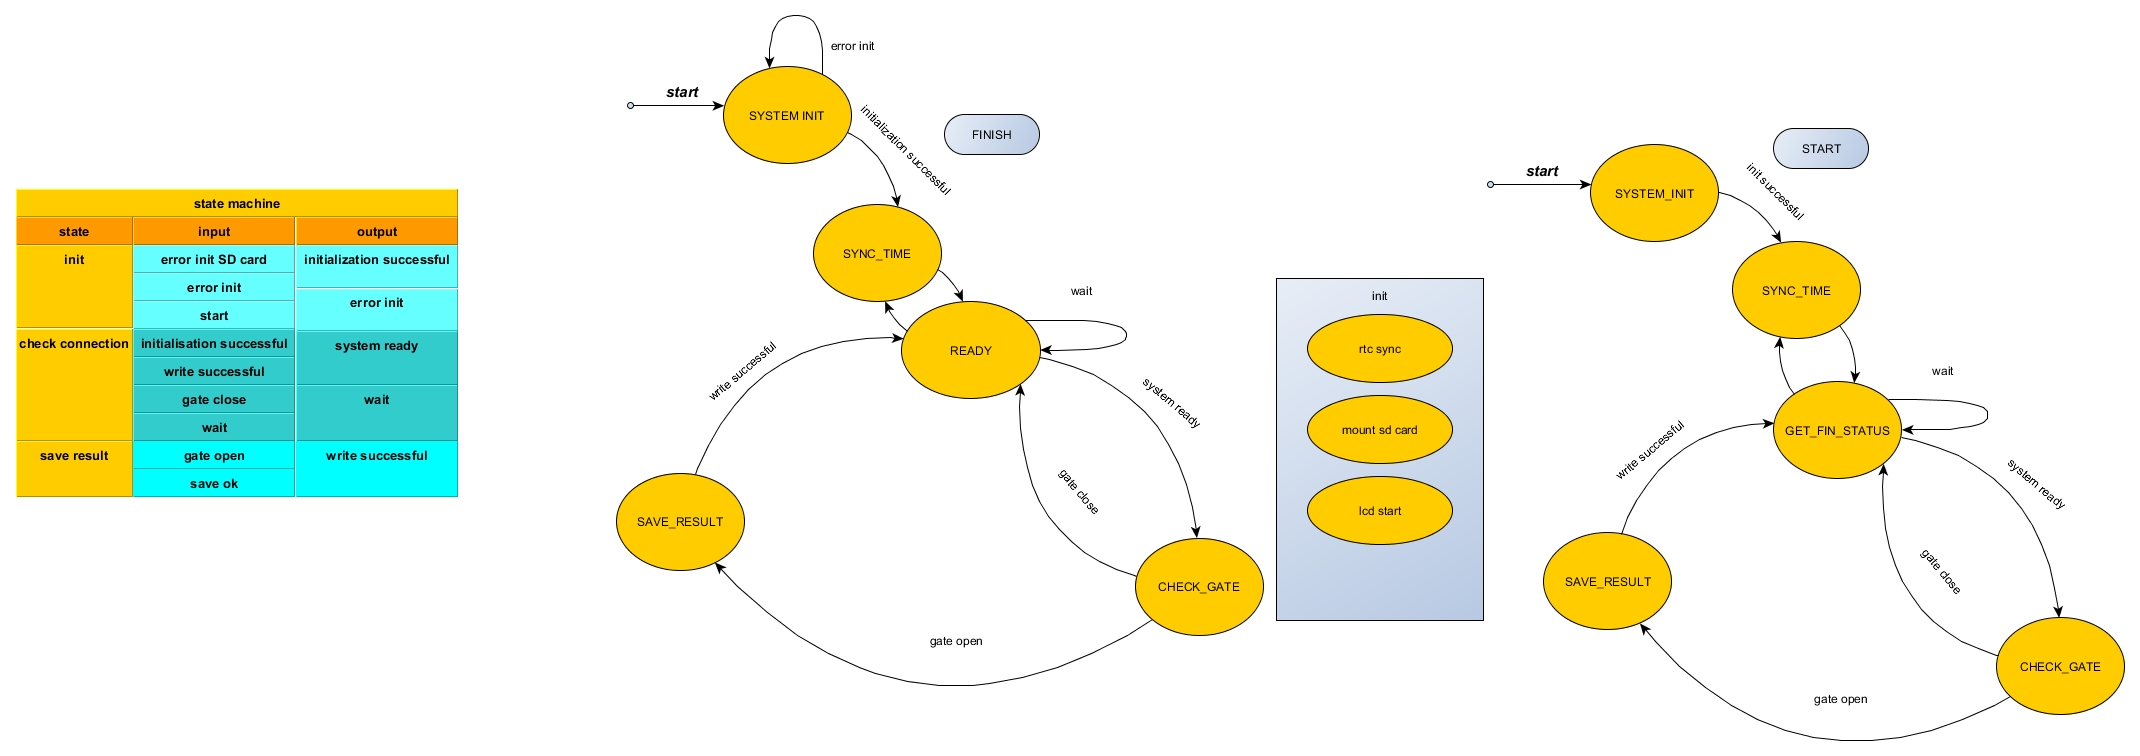 state machine
state input output
init
error init SD card
error init
start
initialization successful
error init
check connection
initialisation successful
write successful
gate close
wait
system ready
wait
save result
gate open
save ok
write successful
error init
start
SYSTEM INIT
initialization successful
FINISH
SYNC_TIME
wait
READY
write successful
system ready
gate close
SAVE_RESULT
CHECK_GATE
gate open
init
rtc sync
mount sd card
lcd start
START
start
SYSTEM_INIT
init successful
SYNC_TIME
wait
GET_FIN_STATUS
write successful
system ready
gate close
SAVE_RESULT
CHECK_GATE
gate open